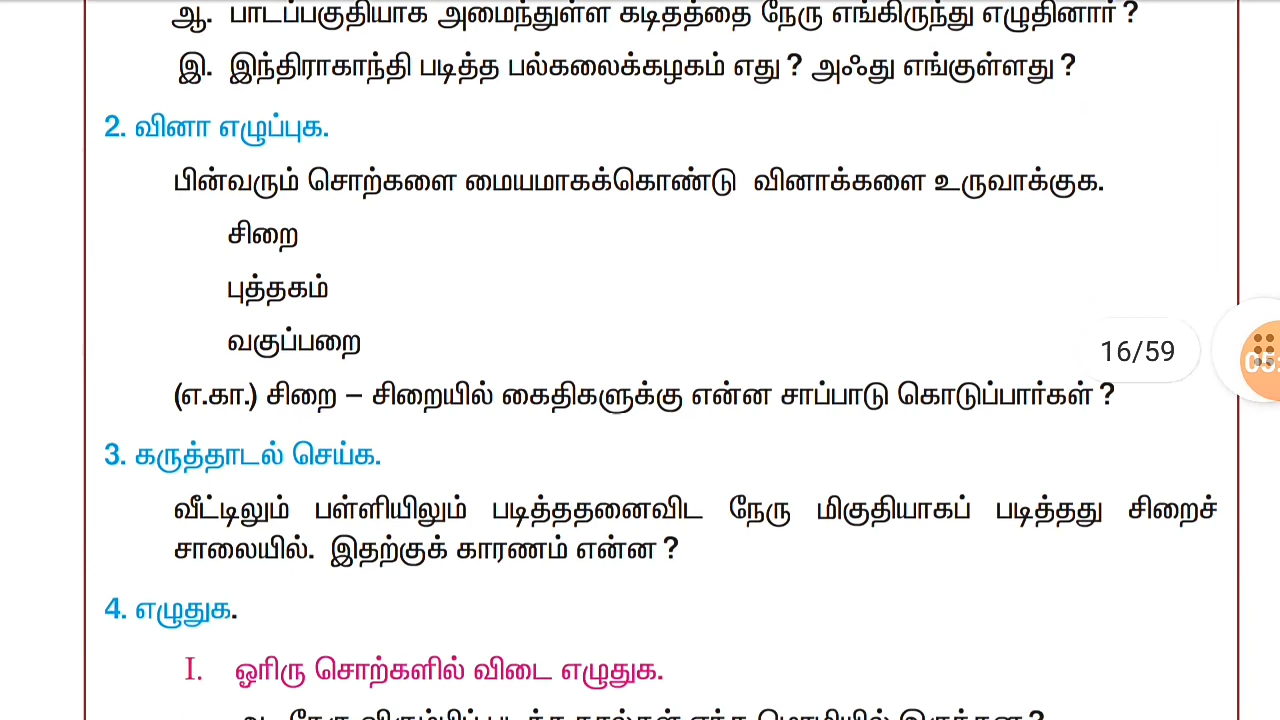 ஆ. பாடப்பகுதியாக அமைந்துள்ள கடிதத்தை நேரு எங்கிருந்து எழுதினார் ?
இ. இந்திராகாந்தி படித்த பல்கலைக்கழகம் எது ? அஃது எங்குள்ளது ?
2. வினா எழுப்புக.
பின்வரும் சொற்களை மையமாகக்கொண்டு வினாக்களை உருவாக்குக.
சிறை
புத்தகம்
வகுப்பறை
16/59
(எ.கா.) சிறை – சிறையில் கைதிகளுக்கு என்ன சாப்பாடு கொடுப்பார்கள் ?
3. கருத்தாடல் செய்க.
வீட்டிலும் பள்ளியிலும் படித்ததனைவிட நேரு மிகுதியாகப் படித்தது சிறைச்
சாலையில். இதற்குக் காரணம் என்ன ?
4. எழுதுக.
I. ஓரிரு சொற்களில் விடை எழுதுக.